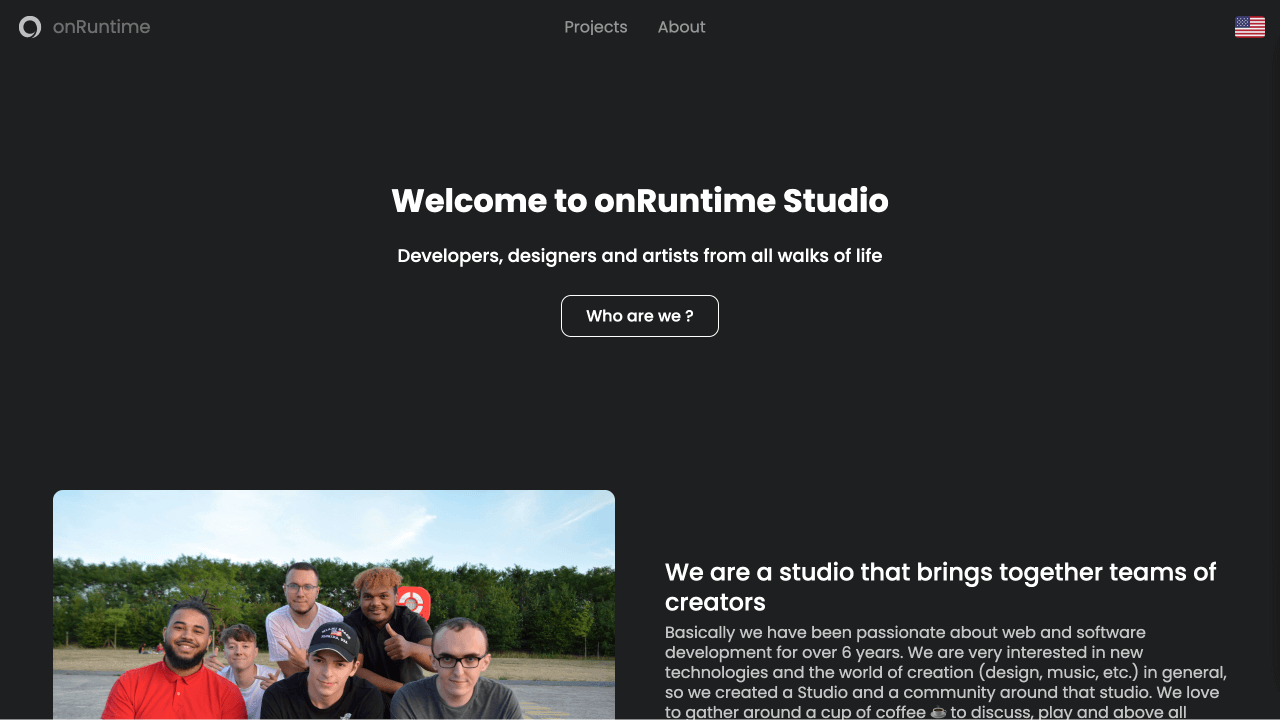 onRuntime
Projects
About
Welcome to onRuntime Studio
Developers, designers and artists from all walks of life
Who are we ?
We are a studio that brings together teams of
creators
Basically we have been passionate about web and software
development for over 6 years. We are very interested in new
technologies and the world of creation (design, music, etc.) in general,
so we created a Studio and a community around that studio. We love
to gather around a cup of coffee ☕ to discuss, play and above all